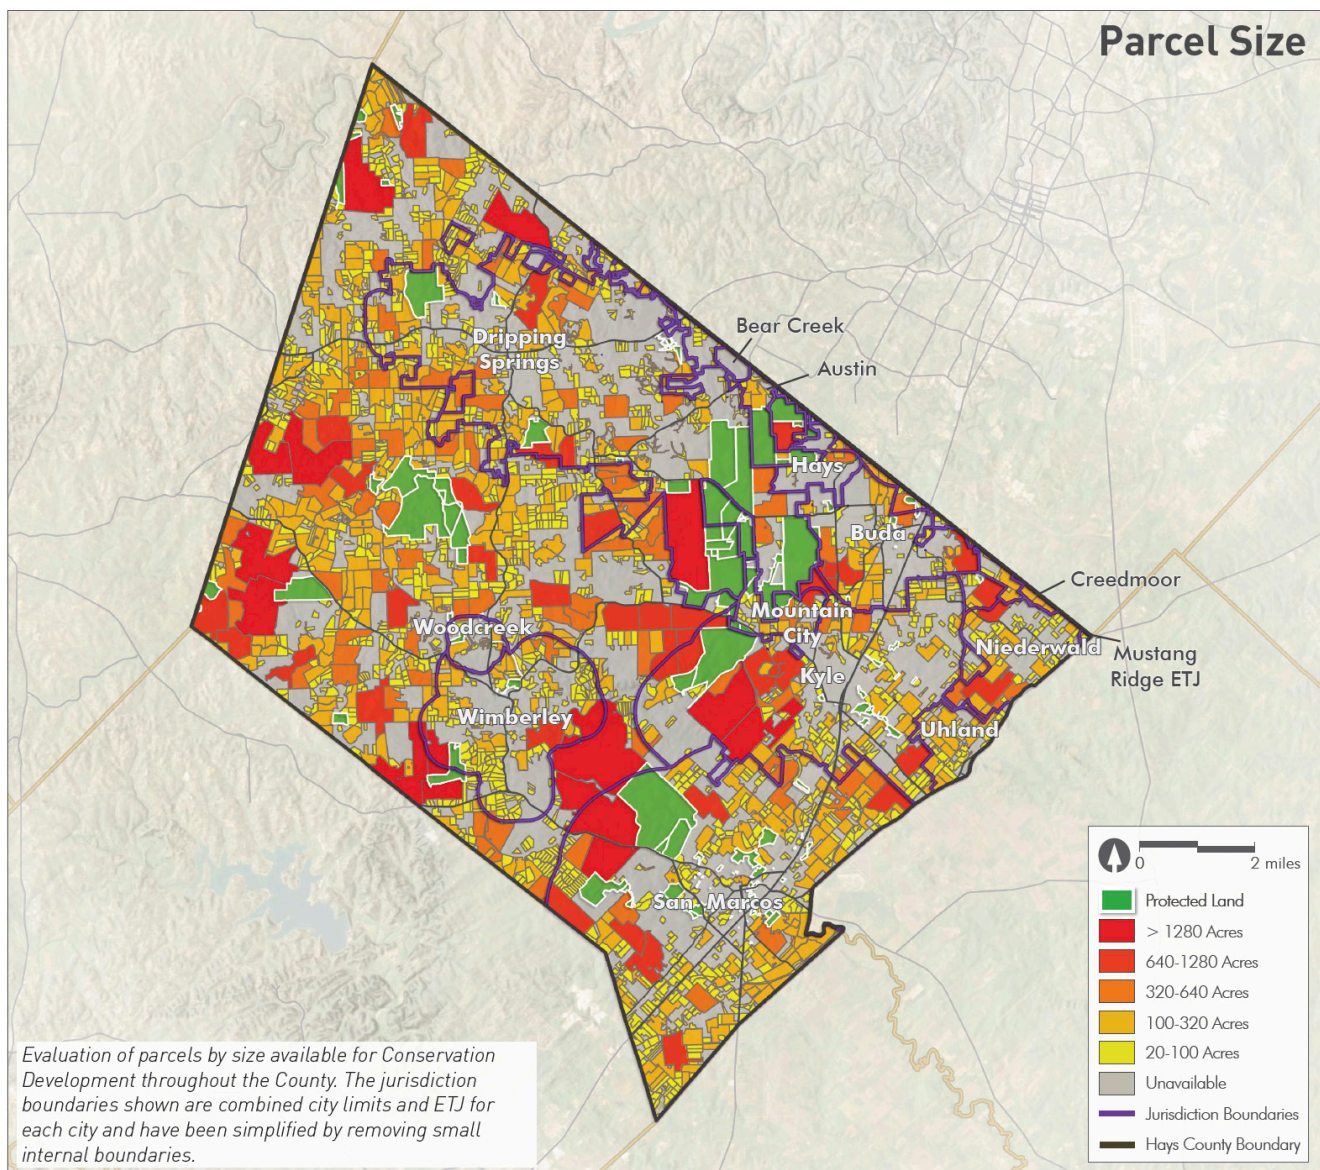 Parcel Size
Bear Creek
Austin
Dripping
Springs
Hays
Buda
Creedmoor
Mountain
City
Woodcreek
Niederwald
Mustang
Ridge ETJ
Kyle
Wimberley
Uhland
San Marcos
0
2 miles
Protected Land
> 1280 Acres
640-1280 Acres
320-640 Acres
100-320 Acres
20-100 Acres
Unavailable
Jurisdiction Boundaries
Hays County Boundary
Evaluation of parcels by size available for Conservation
Development throughout the County. The jurisdiction
boundaries shown are combined city limits and ETJ for
each city and have been simplified by removing small
internal boundaries.